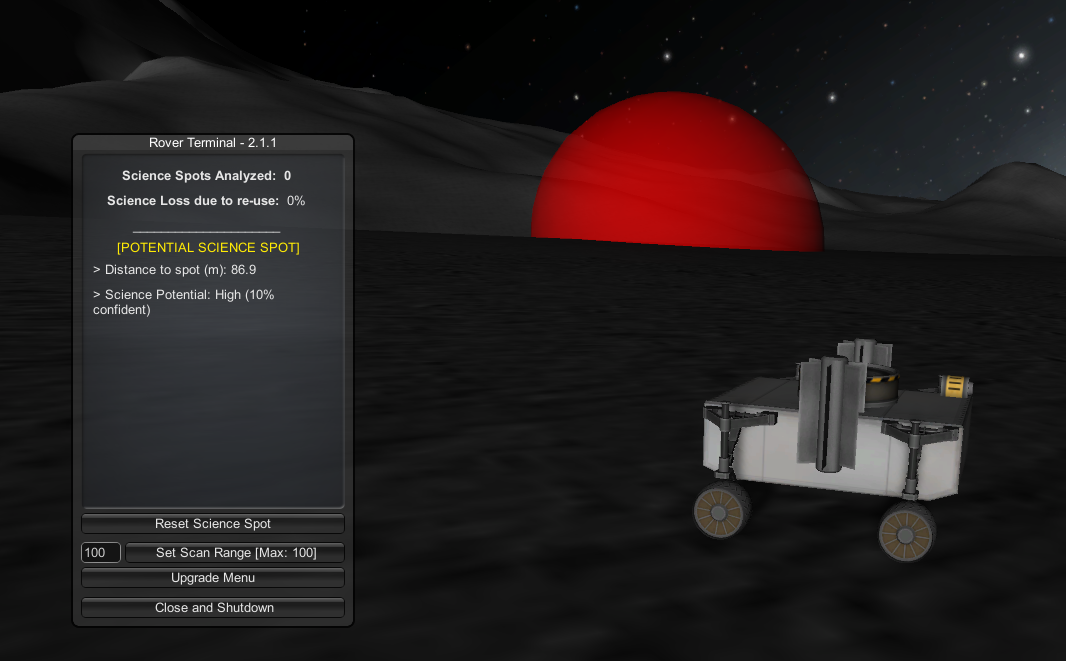 Rover Terminal - 2.1.1
Science Spots Analyzed: 0
Science Loss due to re-use: 0%
____________________
[POTENTIAL SCIENCE SPOT]
> Distance to spot (m): 86.9
> Science Potential: High (10%
confident)
Reset Science Spot
100 Set Scan Range [Max: 100]
Upgrade Menu
Close and Shutdown